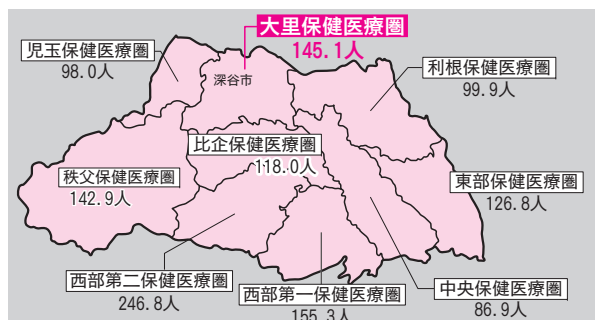 大里保健医療圏
145.1人
児玉保健医療圏
98.0人
深谷市
利根保健医療圏
99.9人
比企保健医療圏
118.0人
秩父保健医療圏
142.9人
東部保健医療圏
126.8人
西部第二保健医療圏
246.8人
西部第一保健医療圏
155.3人
中央保健医療圏
86.9人